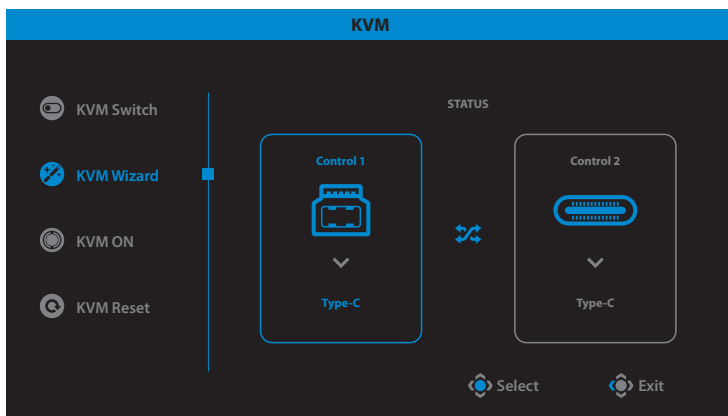 KVM
KVM Switch
KVM Wizard
KVM ON
KVM Reset
STATUS
Control 1
Type-C
Control 2
Type-C
Select
Exit